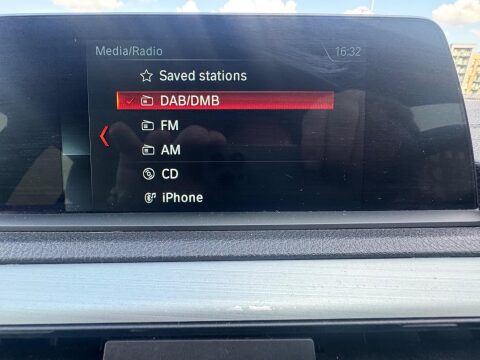 Media/Radio 16:32
Saved stations
DAB/DMB
FM
AM
CD
iPhone